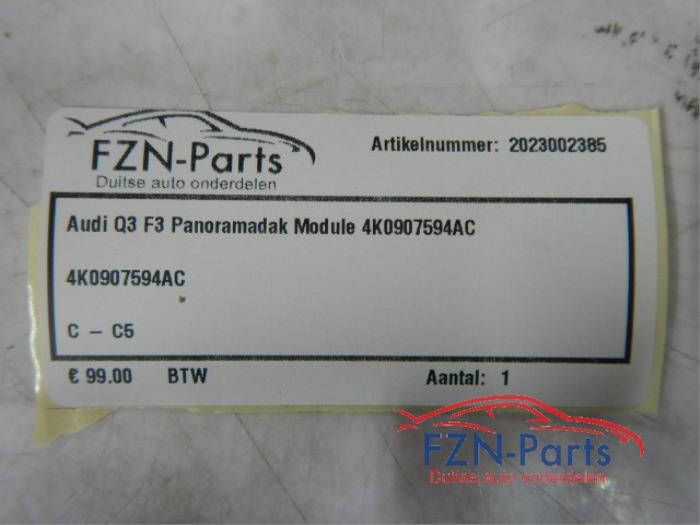 FZN-Parts
Duitse auto onderdelen
Artikelnummer: 2023002385
Audi Q3 F3 Panoramadak Module 4K0907594AC
4K0907594AC
C – C5
€ 99.00 BTW Aantal: 1
FZN-Parts
Duitse auto onderdelen